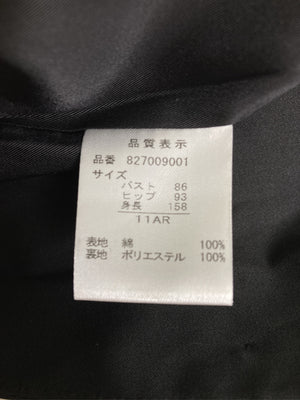 品質表示
品番 827009001
サイズ
バスト 86
ヒップ 93
身長 158
11AR
表地 綿 100%
裏地 ポリエステル 100%